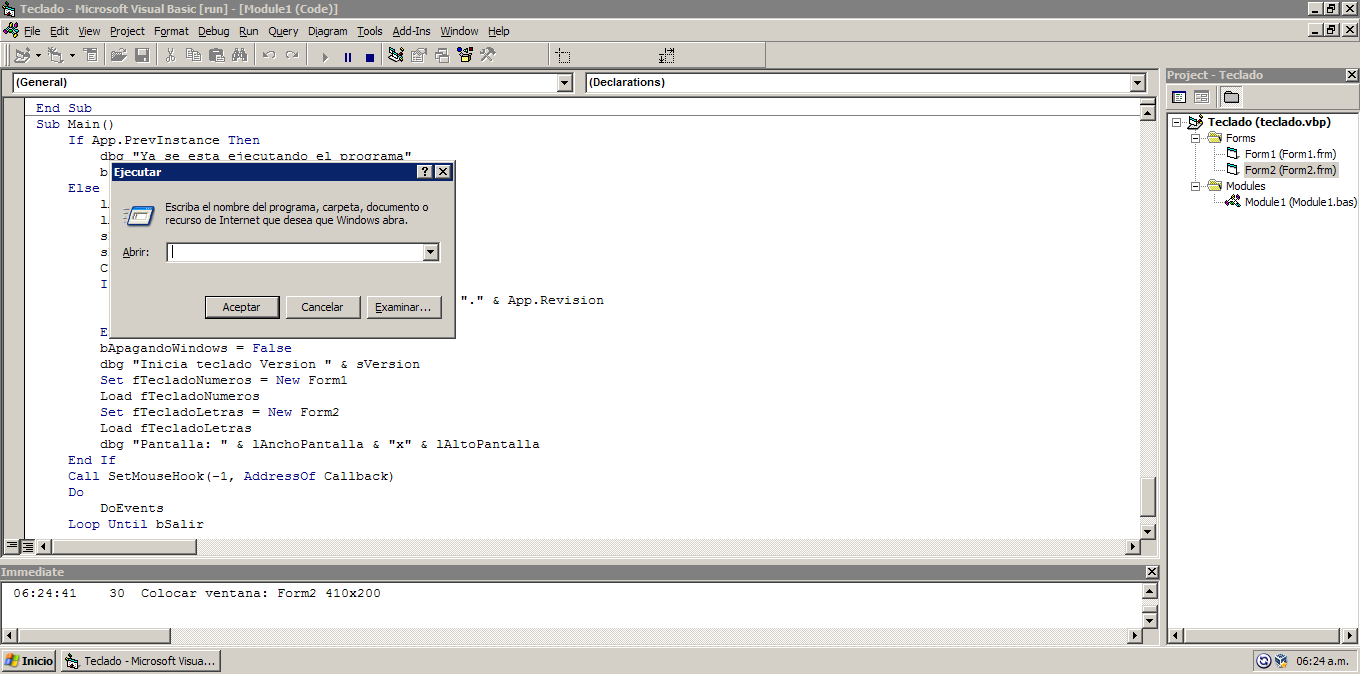 Teclado - Microsoft Visual Basic [run] - [Module1 (Code)]
File Edit View Project Format Debug Run Query Diagram Tools Add-Ins Window Help
(General) (Declarations)
End Sub
Sub Main()
If App.PrevInstance Then
dbg "Ya se esta ejecutando el programa"
b
Else
l
l
s
s
C
I
"." & App.Revision
E
bApagandoWindows = False
dbg "Inicia teclado Version " & sVersion
Set fTecladoNumeros = New Form1
Load fTecladoNumeros
Set fTecladoLetras = New Form2
Load fTecladoLetras
dbg "Pantalla: " & lAnchoPantalla & "x" & lAltoPantalla
End If
Call SetMouseHook(-1, AddressOf Callback)
Do
DoEvents
Loop Until bSalir
Ejecutar
Escriba el nombre del programa, carpeta, documento o
recurso de Internet que desea que Windows abra.
Abrir:
Aceptar Cancelar Examinar...
Project - Teclado
Teclado (teclado.vbp)
Forms
Form1 (Form1.frm)
Form2 (Form2.frm)
Modules
Module1 (Module1.bas)
Immediate
06:24:41 30 Colocar ventana: Form2 410x200
Inicio Teclado - Microsoft Visua... 06:24 a.m.